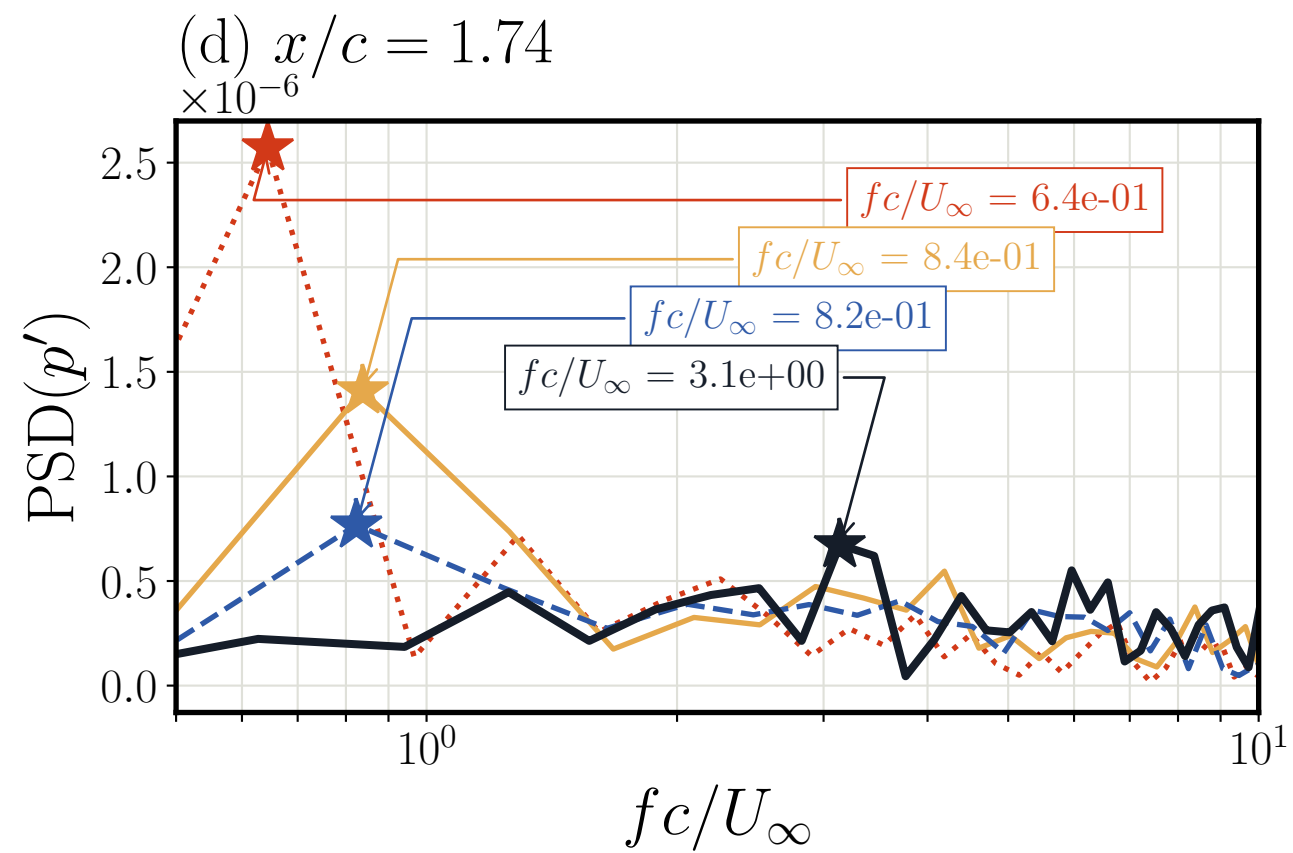 (d) x/c = 1.74
×10⁻⁶
2.5
2.0
1.5
1.0
0.5
0.0
PSD(p′)
fc/U∞ = 6.4e-01
fc/U∞ = 8.4e-01
fc/U∞ = 8.2e-01
fc/U∞ = 3.1e+00
10⁰
10¹
fc/U∞